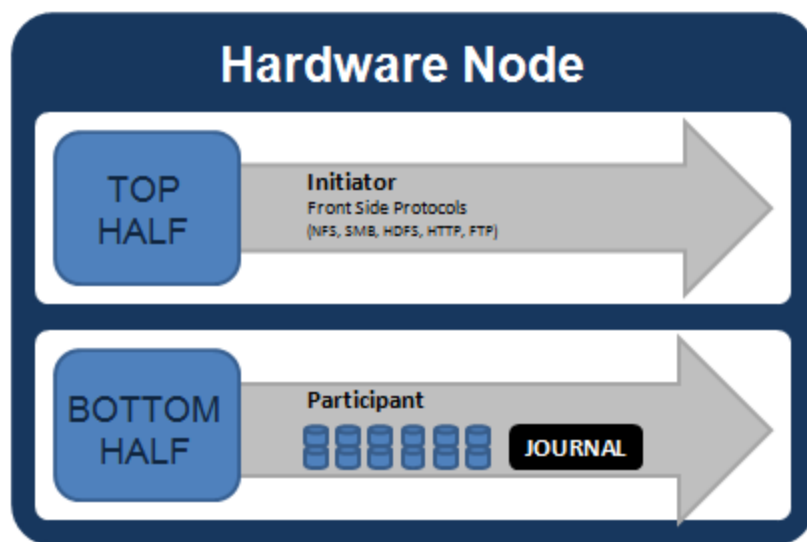 Hardware Node
TOP
HALF
Initiator
Front Side Protocols
(NFS, SMB, HDFS, HTTP, FTP)
BOTTOM
HALF
Participant
JOURNAL